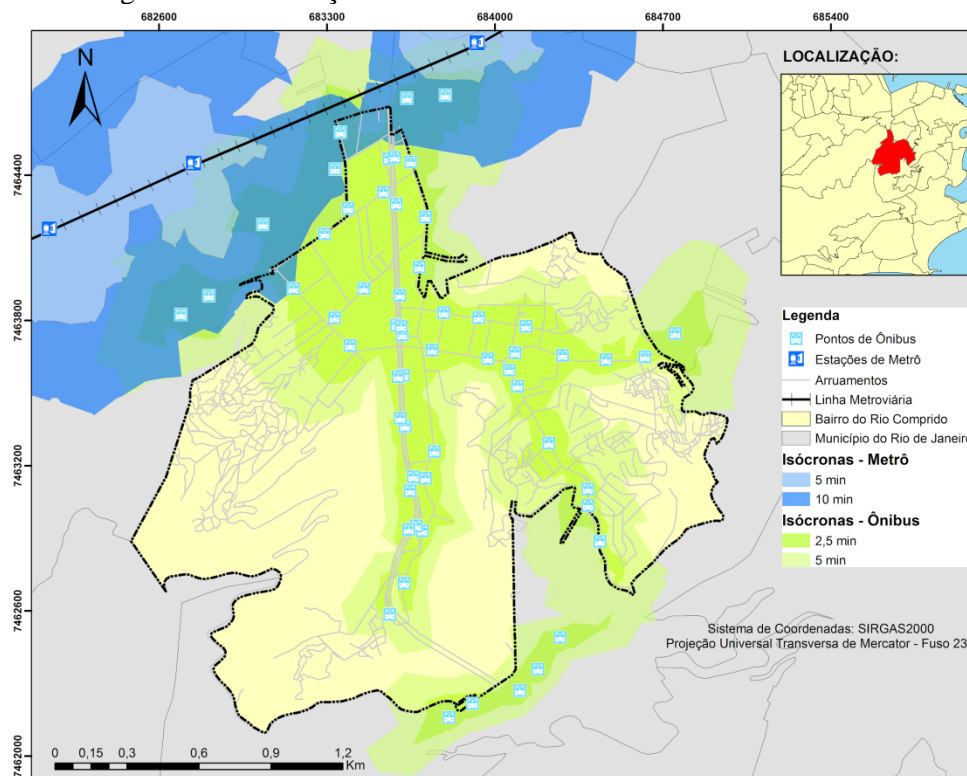 682600 683300 684000 684700 685400
LOCALIZAÇÃO:
N
7464400
7463800
7463200
7462600
7462000
Legenda
Pontos de Ônibus
Estações de Metrô
Arruamentos
Linha Metroviária
Bairro do Rio Comprido
Município do Rio de Janeiro
Isócronas - Metrô
5 min
10 min
Isócronas - Ônibus
2,5 min
5 min
Sistema de Coordenadas: SIRGAS2000
Projeção Universal Transversa de Mercator - Fuso 23
0 0,15 0,3 0,6 0,9 1,2
Km